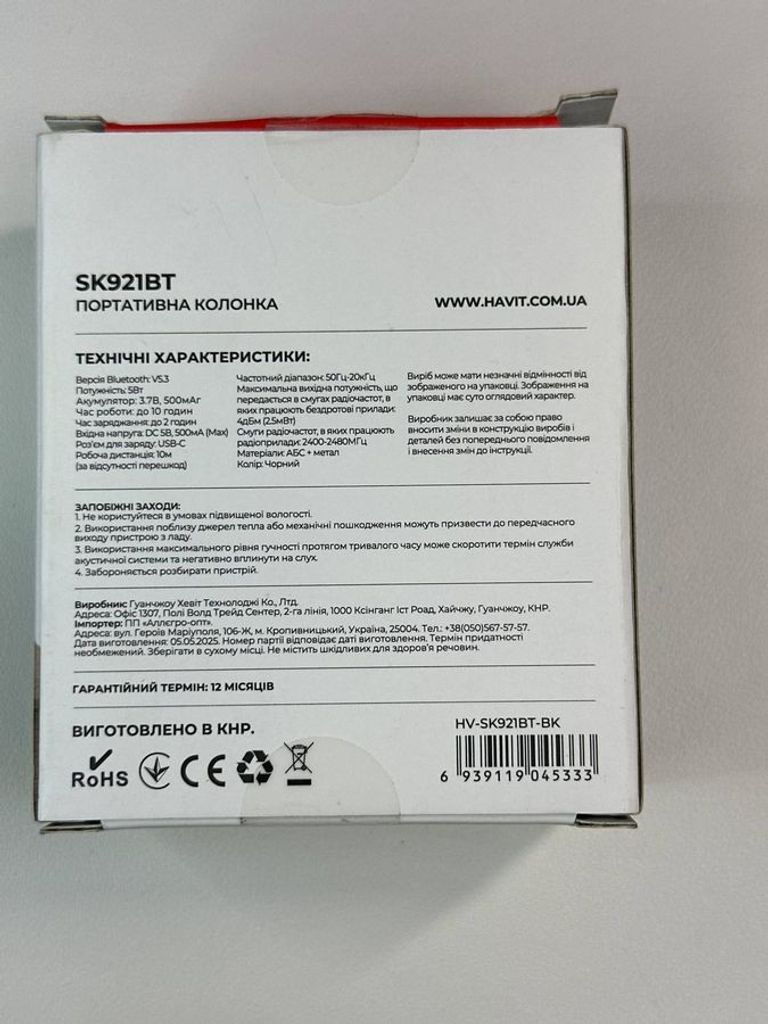 SK921BT
ПОРТАТИВНА КОЛОНКА
WWW.HAVIT.COM.UA
ТЕХНІЧНІ ХАРАКТЕРИСТИКИ:
Версія Bluetooth: V5.3
Потужність: 5Вт
Акумулятор: 3.7В, 500мАг
Час роботи: до 10 годин
Час заряджання: до 2 годин
Вхідна напруга: DC 5В, 500мА (Max)
Роз'єм для заряду: USB-C
Робоча дистанція: 10м
(за відсутності перешкод)
Частотний діапазон: 50Гц-20кГц
Максимальна вихідна потужність, що
передається в смугах радіочастот, в
яких працюють бездротові прилади:
4дБм (2.5мВт)
Смуги радіочастот, в яких працюють
радіоприлади: 2400-2480МГц
Матеріали: АБС + метал
Колір: Чорний
Виріб може мати незначні відмінності від
зображеного на упаковці. Зображення на
упаковці має суто оглядовий характер.
Виробник залишає за собою право
вносити зміни в конструкцію виробів і
деталей без попереднього повідомлення
і внесення змін до інструкції.
ЗАПОБІЖНІ ЗАХОДИ:
1. Не користуйтеся в умовах підвищеної вологості.
2. Використання поблизу джерел тепла або механічні пошкодження можуть призвести до передчасного
виходу пристрою з ладу.
3. Використання максимального рівня гучності протягом тривалого часу може скоротити термін служби
акустичної системи та негативно вплинути на слух.
4. Забороняється розбирати пристрій.
Виробник: Гуанчжоу Хевіт Технолоджі Ко., Лтд.
Адреса: Офіс 1307, Полі Волд Трейд Сентер, 2-га лінія, 1000 Ксінганг Іст Роад, Хайчжу, Гуанчжоу, КНР.
Імпортер: ПП «Аллєгро-опт».
Адреса: вул. Героїв Маріуполя, 106-Ж, м. Кропивницький, Україна, 25004. Тел.: +38(050)567-57-57.
Дата виготовлення: 05.05.2025. Номер партії відповідає даті виготовлення. Термін придатності
необмежений. Зберігати в сухому місці. Не містить шкідливих для здоров'я речовин.
ГАРАНТІЙНИЙ ТЕРМІН: 12 МІСЯЦІВ
ВИГОТОВЛЕНО В КНР.
HV-SK921BT-BK
RoHS CE
6 939119 045333